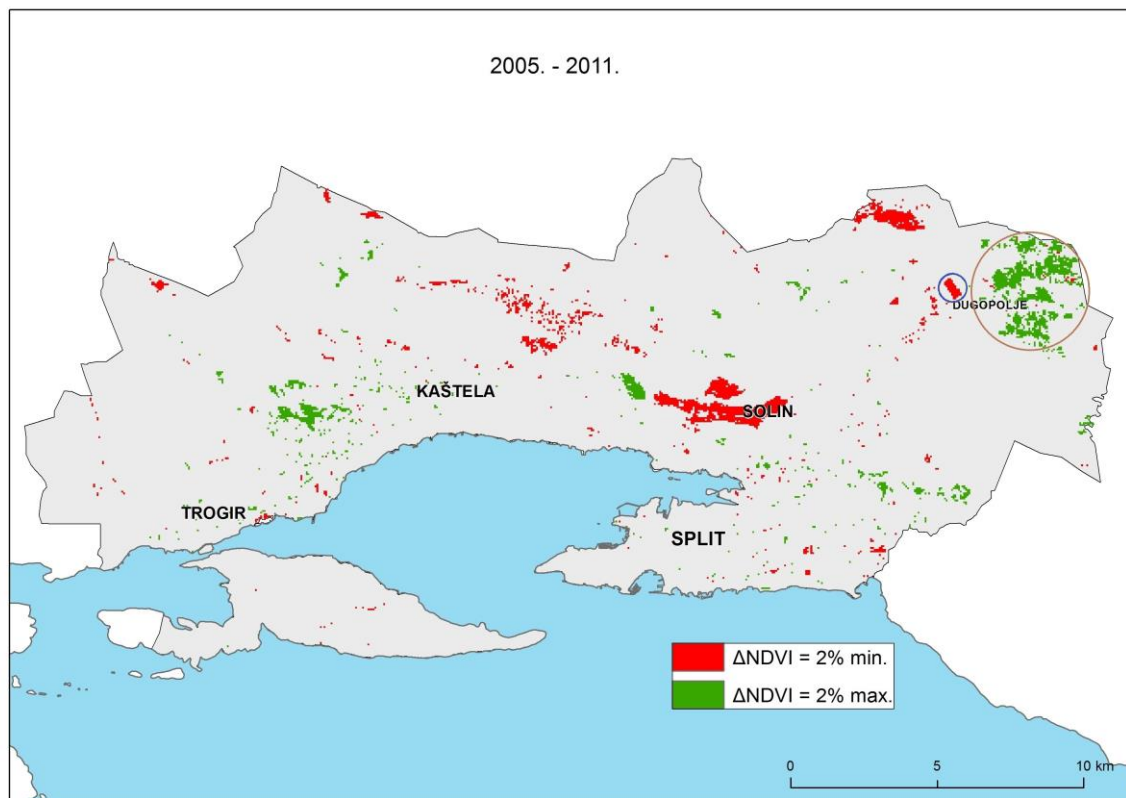 2005. - 2011.
DUGOPOLJE
KAŠTELA
SOLIN
TROGIR
SPLIT
ΔNDVI = 2% min.
ΔNDVI = 2% max.
0 5 10 km